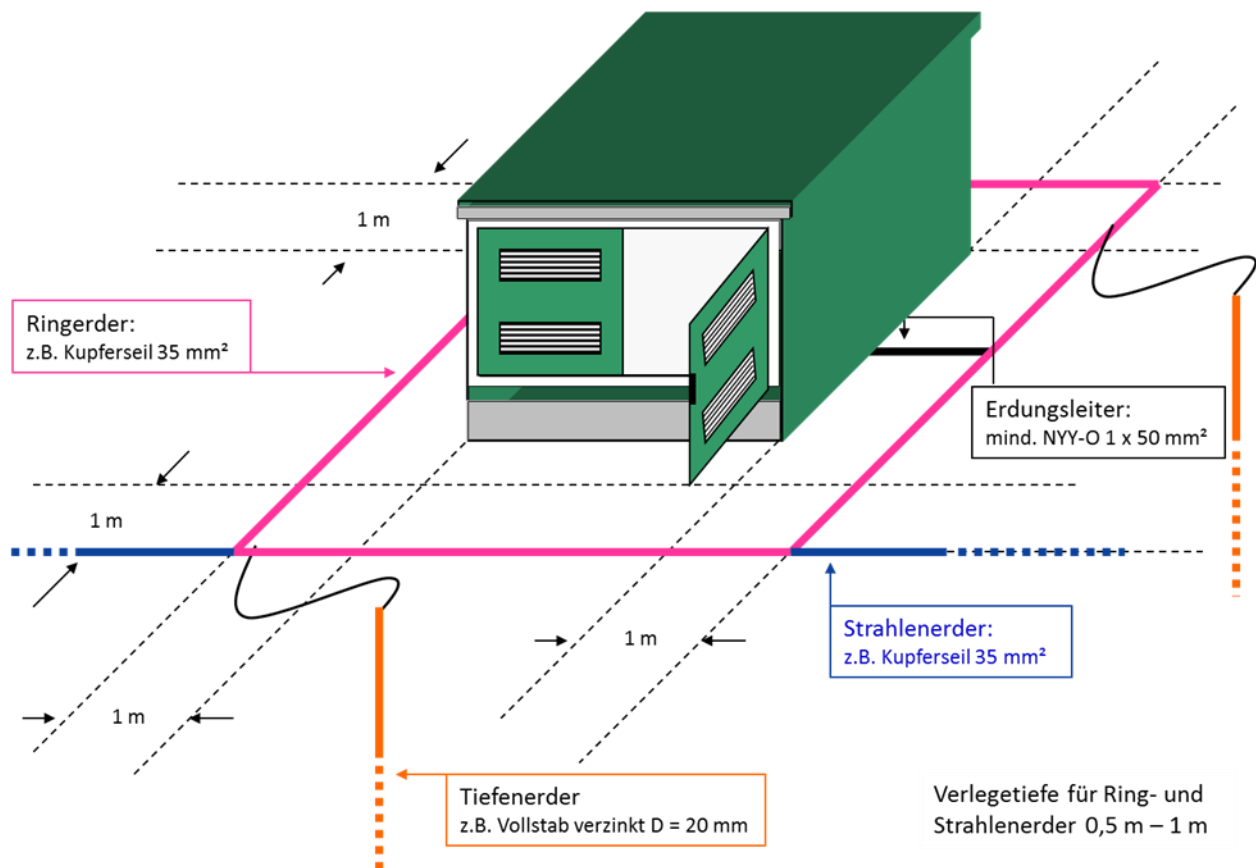 1 m
Ringerder:
z.B. Kupferseil 35 mm²
Erdungsleiter:
mind. NYY-O 1 x 50 mm²
1 m
Strahlenerder:
z.B. Kupferseil 35 mm²
1 m
1 m
Tiefenerder
z.B. Vollstab verzinkt D = 20 mm
Verlegetiefe für Ring- und
Strahlenerder 0,5 m – 1 m